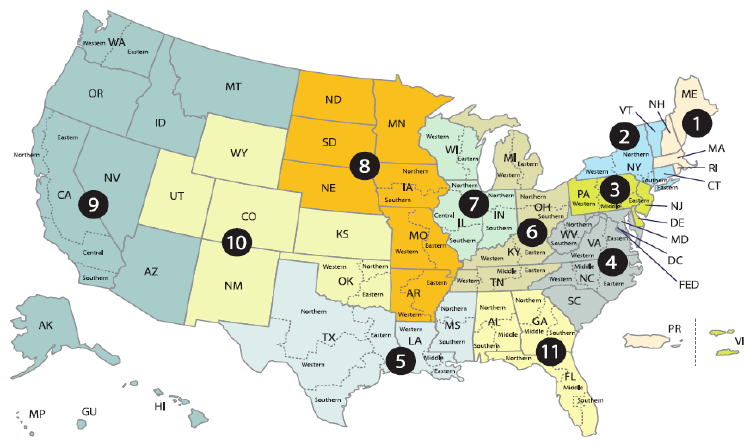 Western WA Eastern
OR
ID
MT
ND
MN
SD
WY
NE
Northern
IA
Southern
8
Western
WI
Eastern
Western
MI
Eastern
VT
NH
ME
1
2
MA
RI
CT
Western
Northern
NY
Southern
Eastern
PA
3
Western
Middle
Eastern
NJ
DE
MD
DC
FED
Northern
Eastern
CA
Central
Southern
NV
9
UT
CO
10
AZ
NM
KS
Western
Northern
OK
Eastern
Western
MO
Eastern
AR
Eastern
Western
Northern
Central
IL
Southern
7
Northern
IN
Southern
Northern
OH
Southern
6
KY
Western
Eastern
Western
Middle
Eastern
TN
Northern
WV
Southern
VA
Eastern
Western
4
Western
Middle
NC
Eastern
SC
Northern
TX
Eastern
Western
Southern
Western
LA
Middle
Eastern
5
Northern
MS
Southern
Northern
AL
Middle
Southern
Northern
GA
Middle
Southern
11
Northern
FL
Middle
Southern
AK
HI
MP
GU
PR
VI